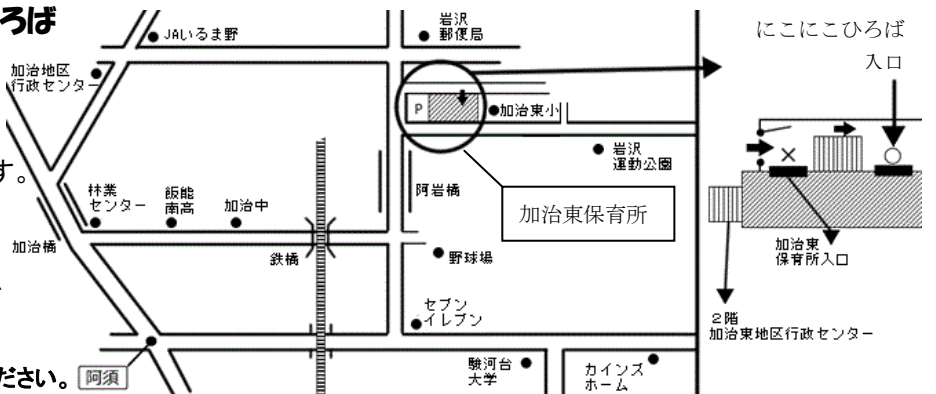 ろば
岩沢
郵便局
JAいるま野
にこにこひろば
入口
加治地区
行政センター
P
加治東小
岩沢
運動公園
す。
林業
センター
飯能
南高
加治中
阿岩橋
加治東保育所
×
加治橋
鉄橋
野球場
加治東
保育所入口
セブン
イレブン
2階
加治東地区行政センター
駿河台
大学
カインズ
ホーム
ださい。
阿須